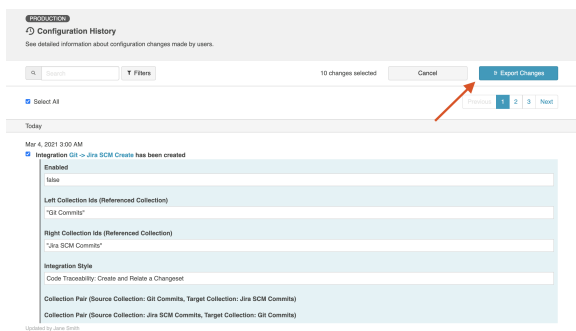 PRODUCTION
Configuration History
See detailed information about configuration changes made by users.
Search
Filters
10 changes selected
Cancel
Export Changes
Select All
Previous 1 2 3 Next
Today
Mar 4, 2021 3:00 AM
Integration Git -> Jira SCM Create has been created
Enabled
false
Left Collection Ids (Referenced Collection)
"Git Commits"
Right Collection Ids (Referenced Collection)
"Jira SCM Commits"
Integration Style
Code Traceability: Create and Relate a Changeset
Collection Pair (Source Collection: Git Commits, Target Collection: Jira SCM Commits)
Collection Pair (Source Collection: Jira SCM Commits, Target Collection: Git Commits)
Updated by Jane Smith